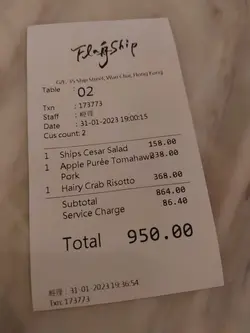 Flagship
G/F, 35 Ship Street, Wan Chai, Hong Kong
Table : 02
Txn : 173773
Staff :
Date : 31-01-2023 19:00:15
Cus count: 2
1 Ships Cesar Salad 158.00
1 Apple Purée Tomahaw038.00
Pork
1 Hairy Crab Risotto 368.00
Subtotal 864.00
Service Charge 86.40
Total 950.00
: 31-01-2023 19:36:54
Txn: 173773